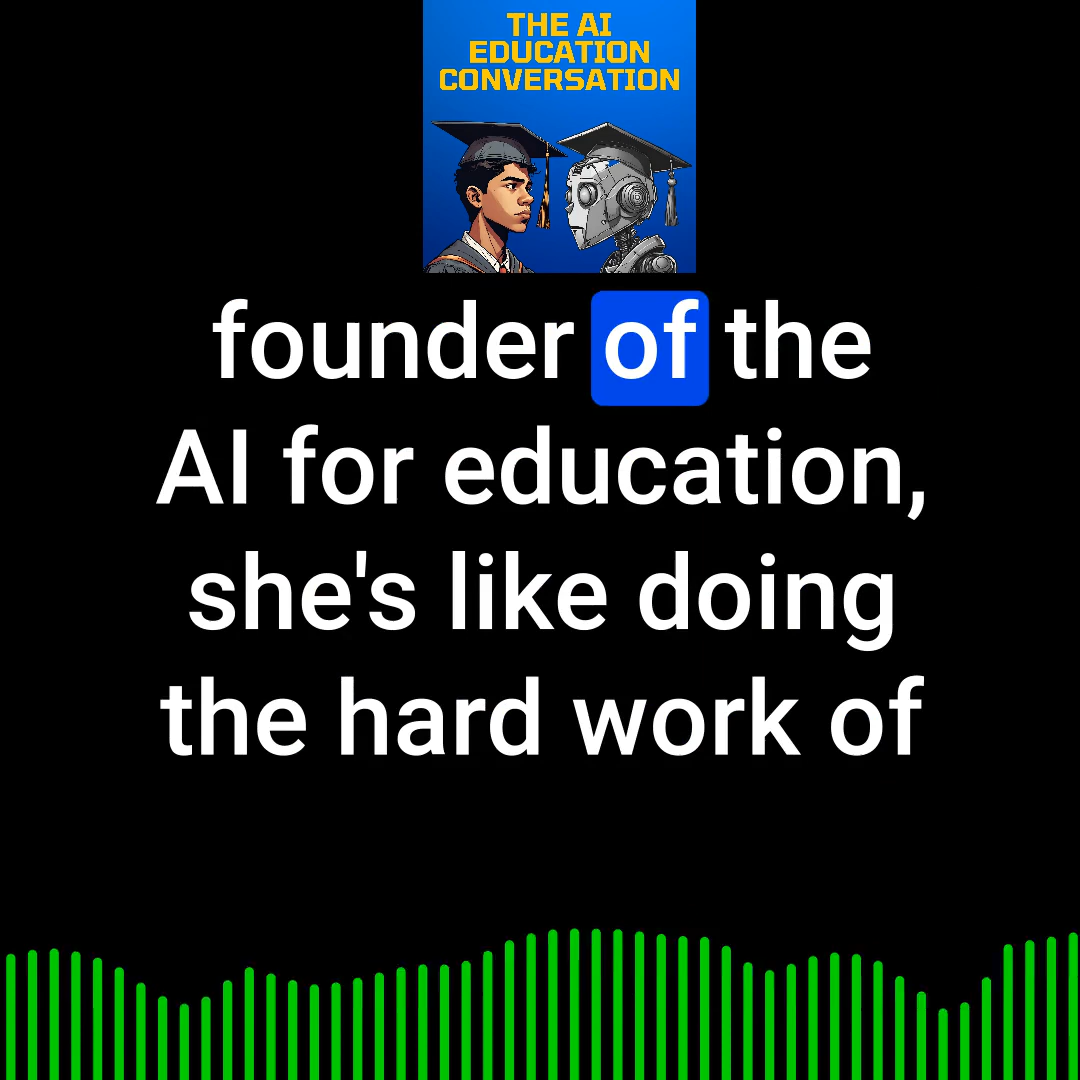 THE AI
EDUCATION
CONVERSATION
founder of the
AI for education,
she's like doing
the hard work of